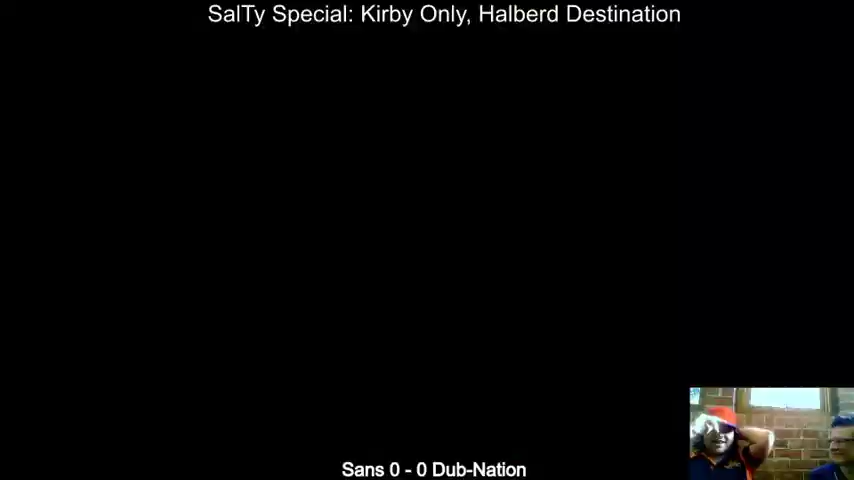 SalTy Special: Kirby Only, Halberd Destination
Sans 0 - 0 Dub-Nation